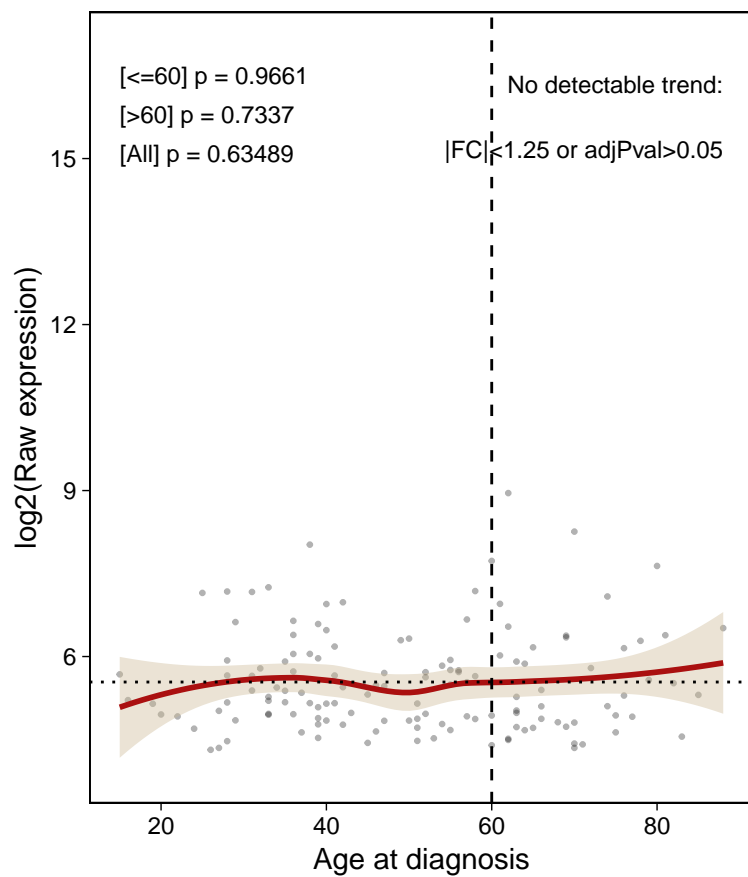 [<=60] p = 0.9661
[>60] p = 0.7337
[All] p = 0.63489
No detectable trend:
|FC|<1.25 or adjPval>0.05
log2(Raw expression)
15
12
9
6
20
40
60
80
Age at diagnosis